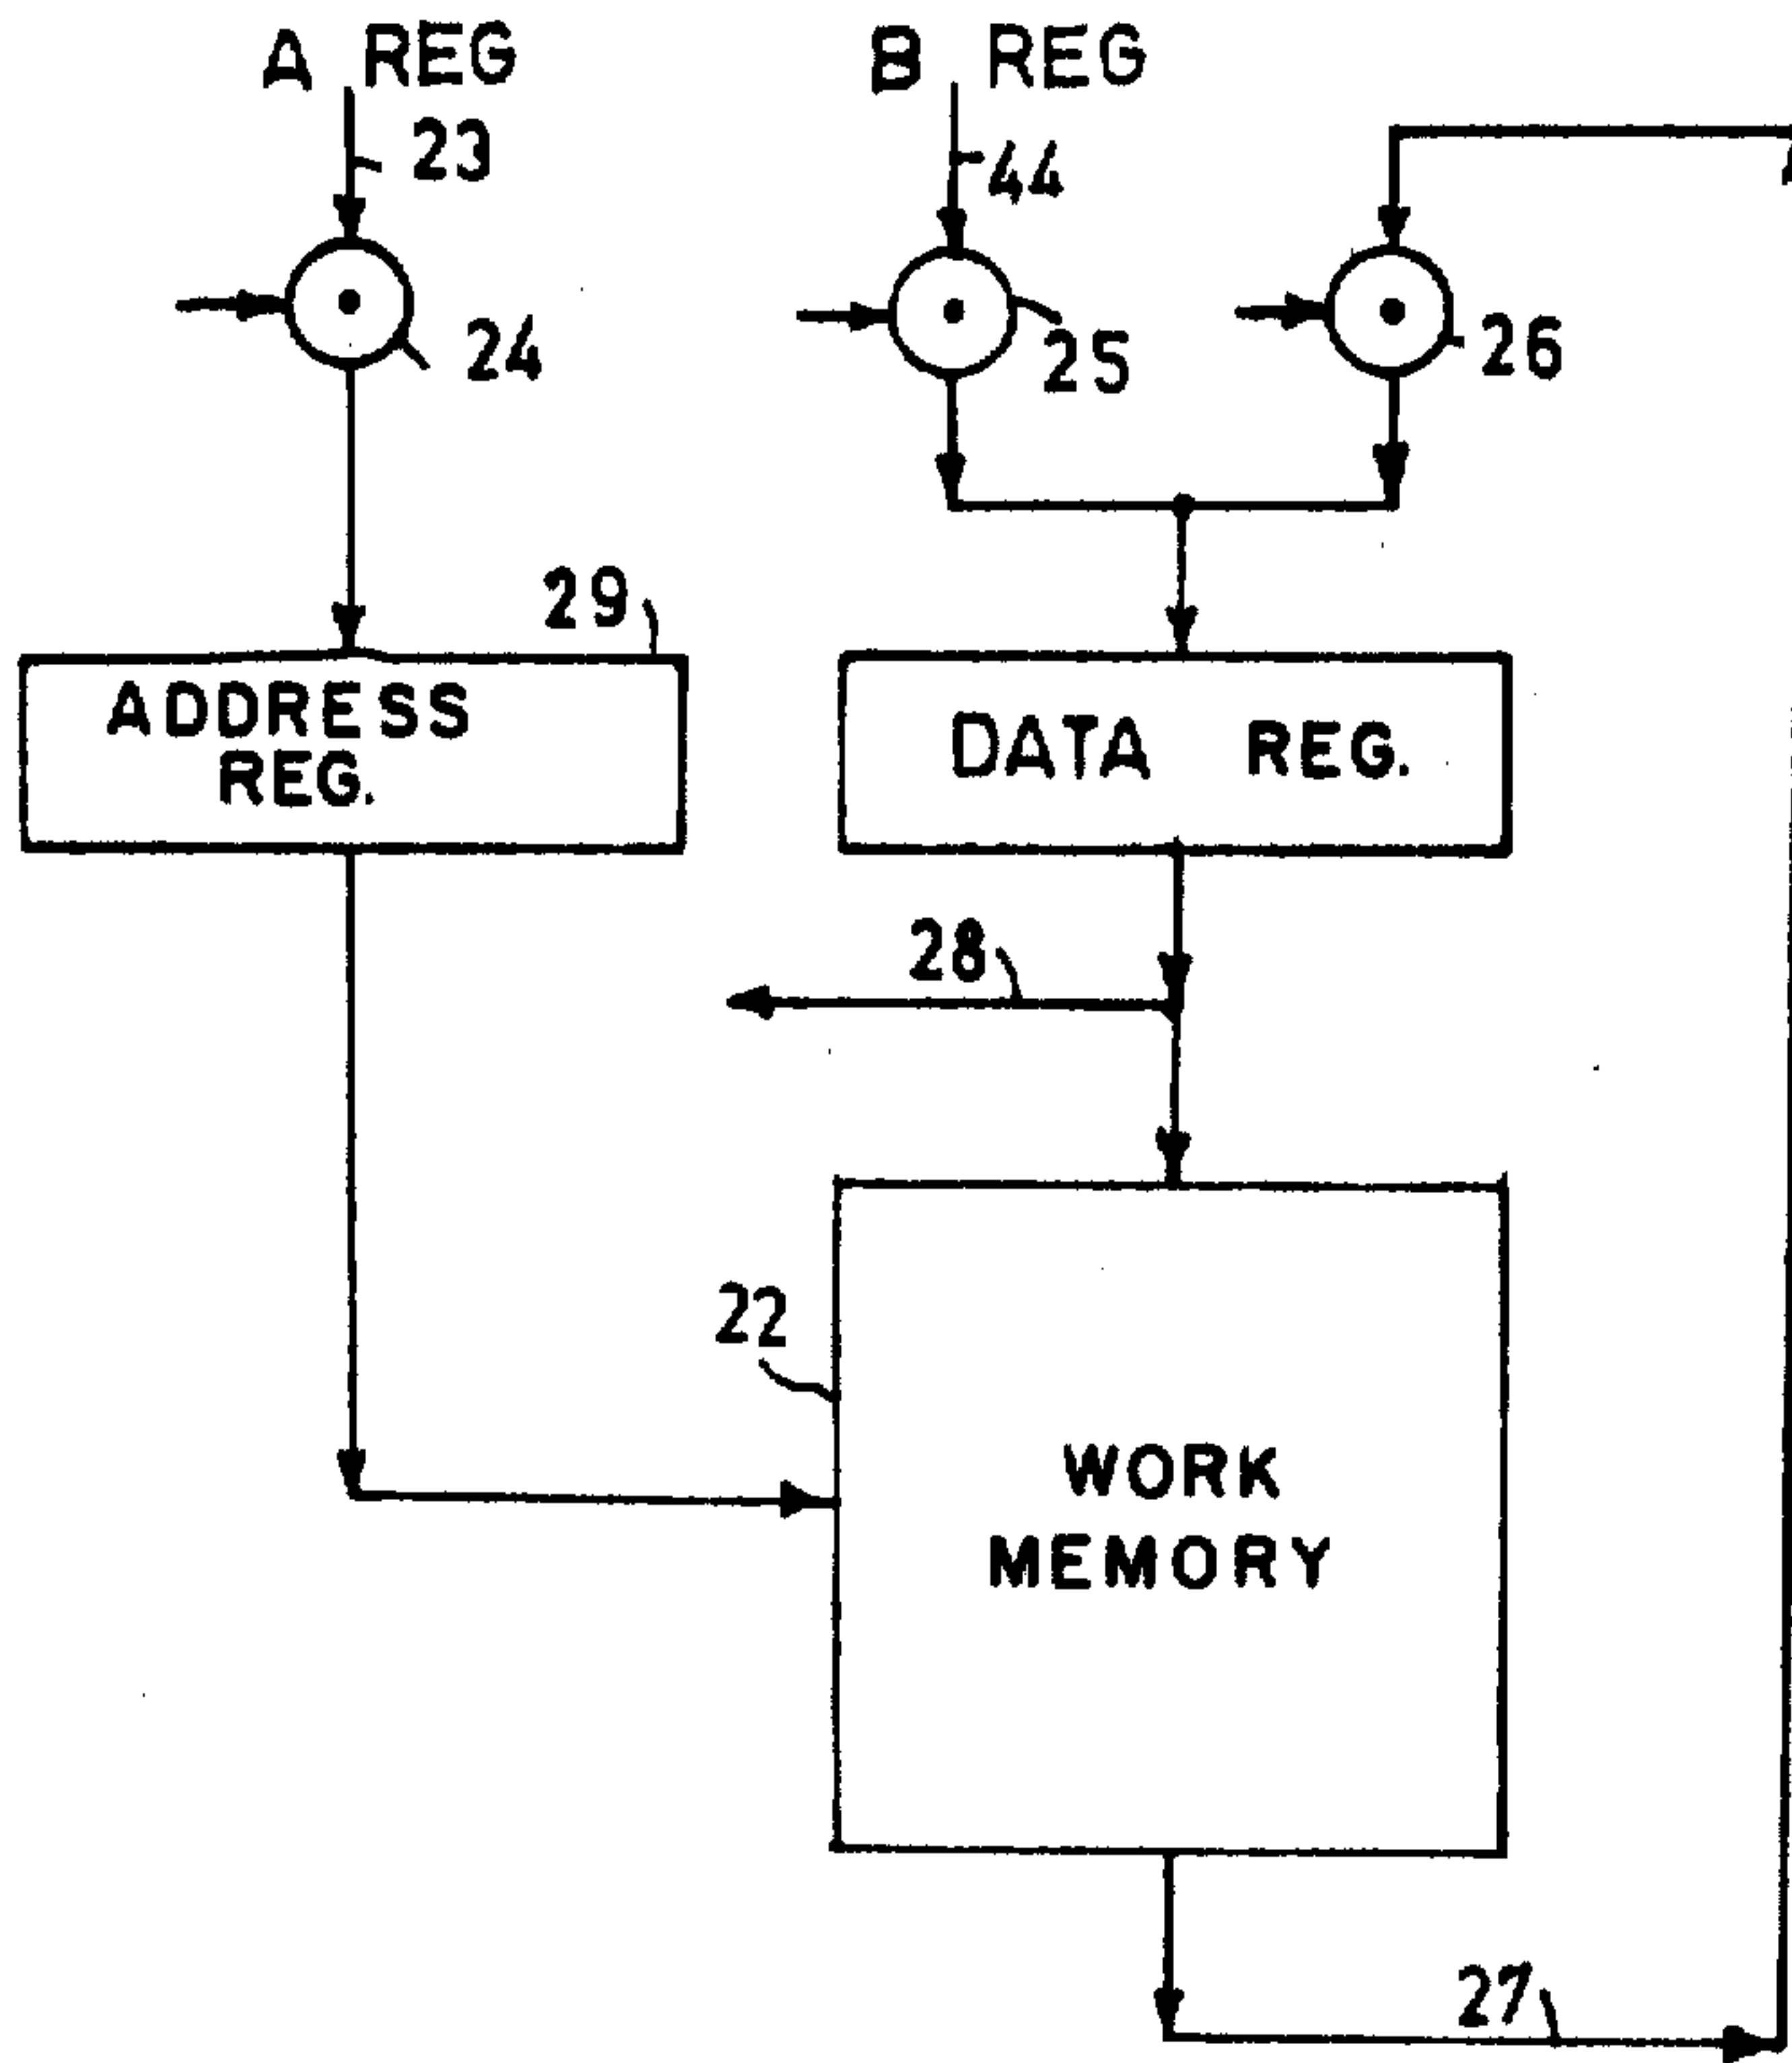 A REG
B REG
23
44
24
25
26
29
ADDRESS
REG.
DATA REG.
28
22
WORK
MEMORY
27